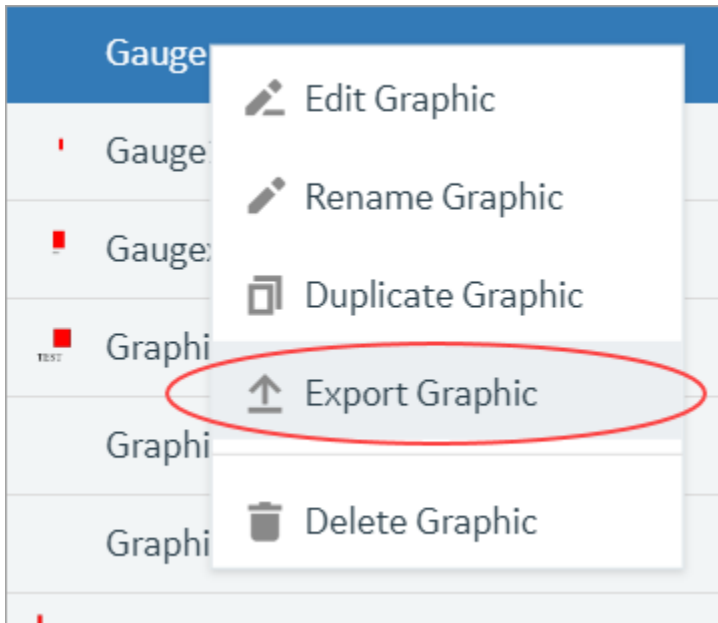 Gauge
Edit Graphic
Gauge
Rename Graphic
Gauge
Duplicate Graphic
TEST
Graphi
Export Graphic
Graphi
Delete Graphic
Graphi